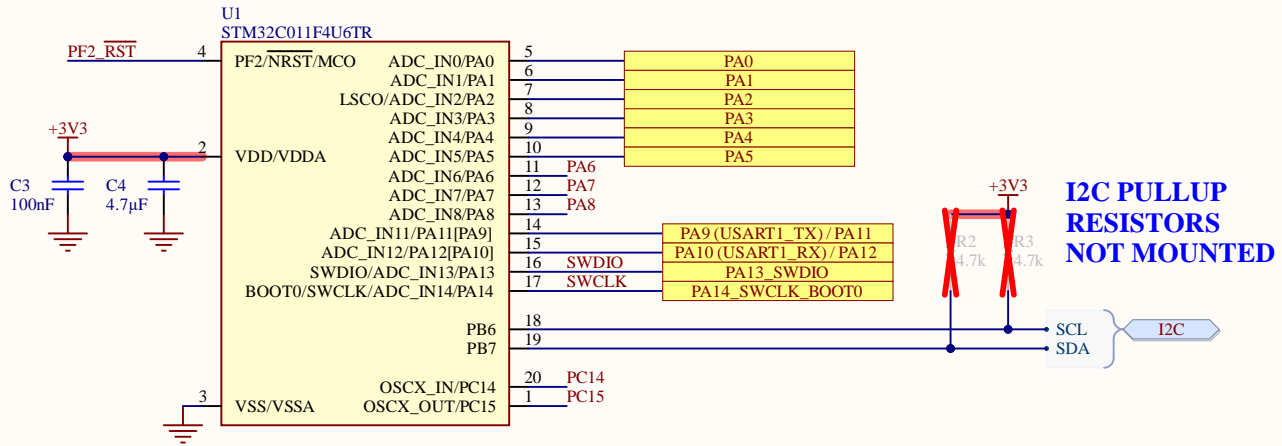 U1
STM32C011F4U6TR
PF2_RST
4
PF2/NRST/MCO
ADC_IN0/PA0
5
PA0
ADC_IN1/PA1
6
PA1
LSCO/ADC_IN2/PA2
7
PA2
ADC_IN3/PA3
8
PA3
ADC_IN4/PA4
9
PA4
+3V3
2
VDD/VDDA
ADC_IN5/PA5
10
PA5
ADC_IN6/PA6
11
PA6
C3
100nF
C4
4.7µF
ADC_IN7/PA7
12
PA7
ADC_IN8/PA8
13
PA8
ADC_IN11/PA11[PA9]
14
PA9 (USART1_TX) / PA11
ADC_IN12/PA12[PA10]
15
PA10 (USART1_RX) / PA12
SWDIO/ADC_IN13/PA13
16
SWDIO
PA13_SWDIO
BOOT0/SWCLK/ADC_IN14/PA14
17
SWCLK
PA14_SWCLK_BOOT0
+3V3
R2
4.7k
R3
4.7k
I2C PULLUP
RESISTORS
NOT MOUNTED
PB6
18
SCL
PB7
19
SDA
I2C
OSCX_IN/PC14
20
PC14
3
VSS/VSSA
OSCX_OUT/PC15
1
PC15